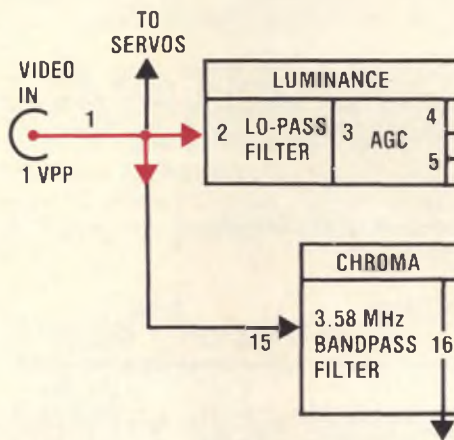 TO
SERVOS
VIDEO
IN
1
1 VPP
LUMINANCE
2 LO-PASS
FILTER
3 AGC
4
5
CHROMA
3.58 MHz
BANDPASS
FILTER
15
16